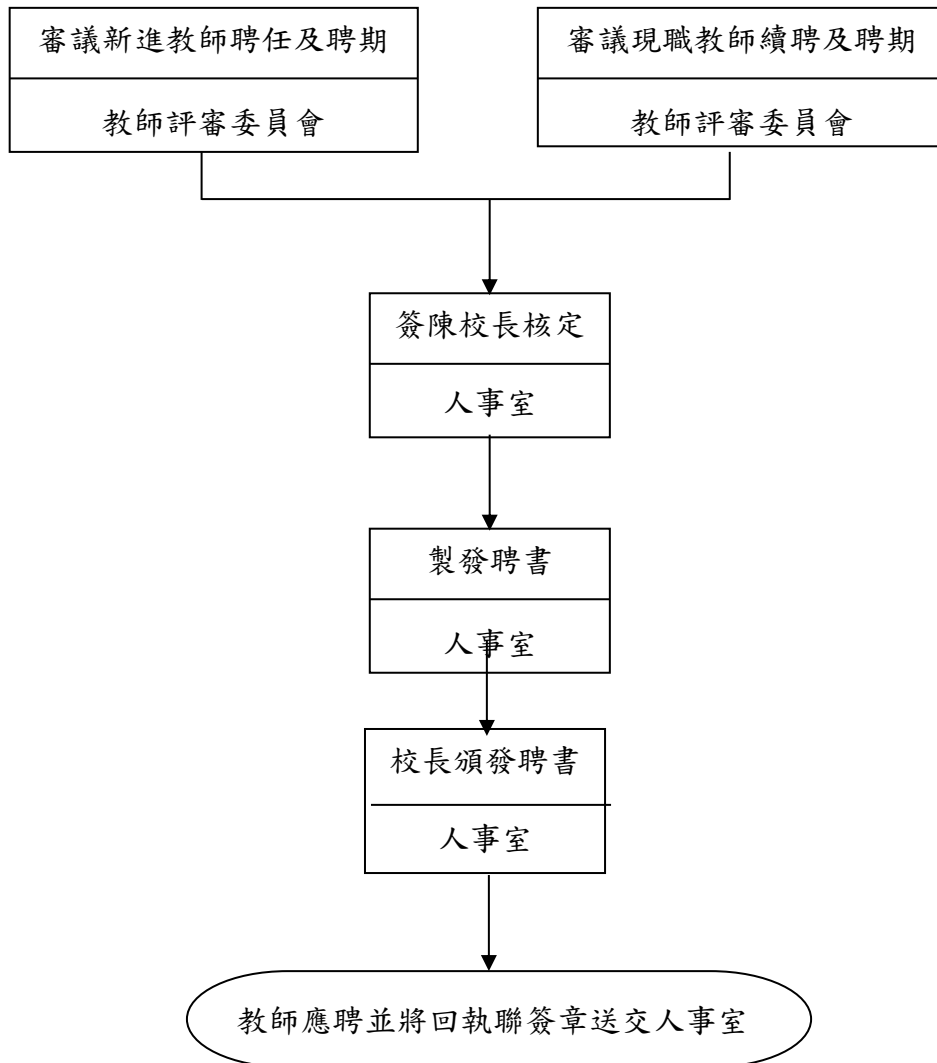 審議新進教師聘任及聘期
教師評審委員會
審議現職教師續聘及聘期
教師評審委員會
簽陳校長核定
人事室
製發聘書
人事室
校長頒發聘書
人事室
教師應聘並將回執聯簽章送交人事室